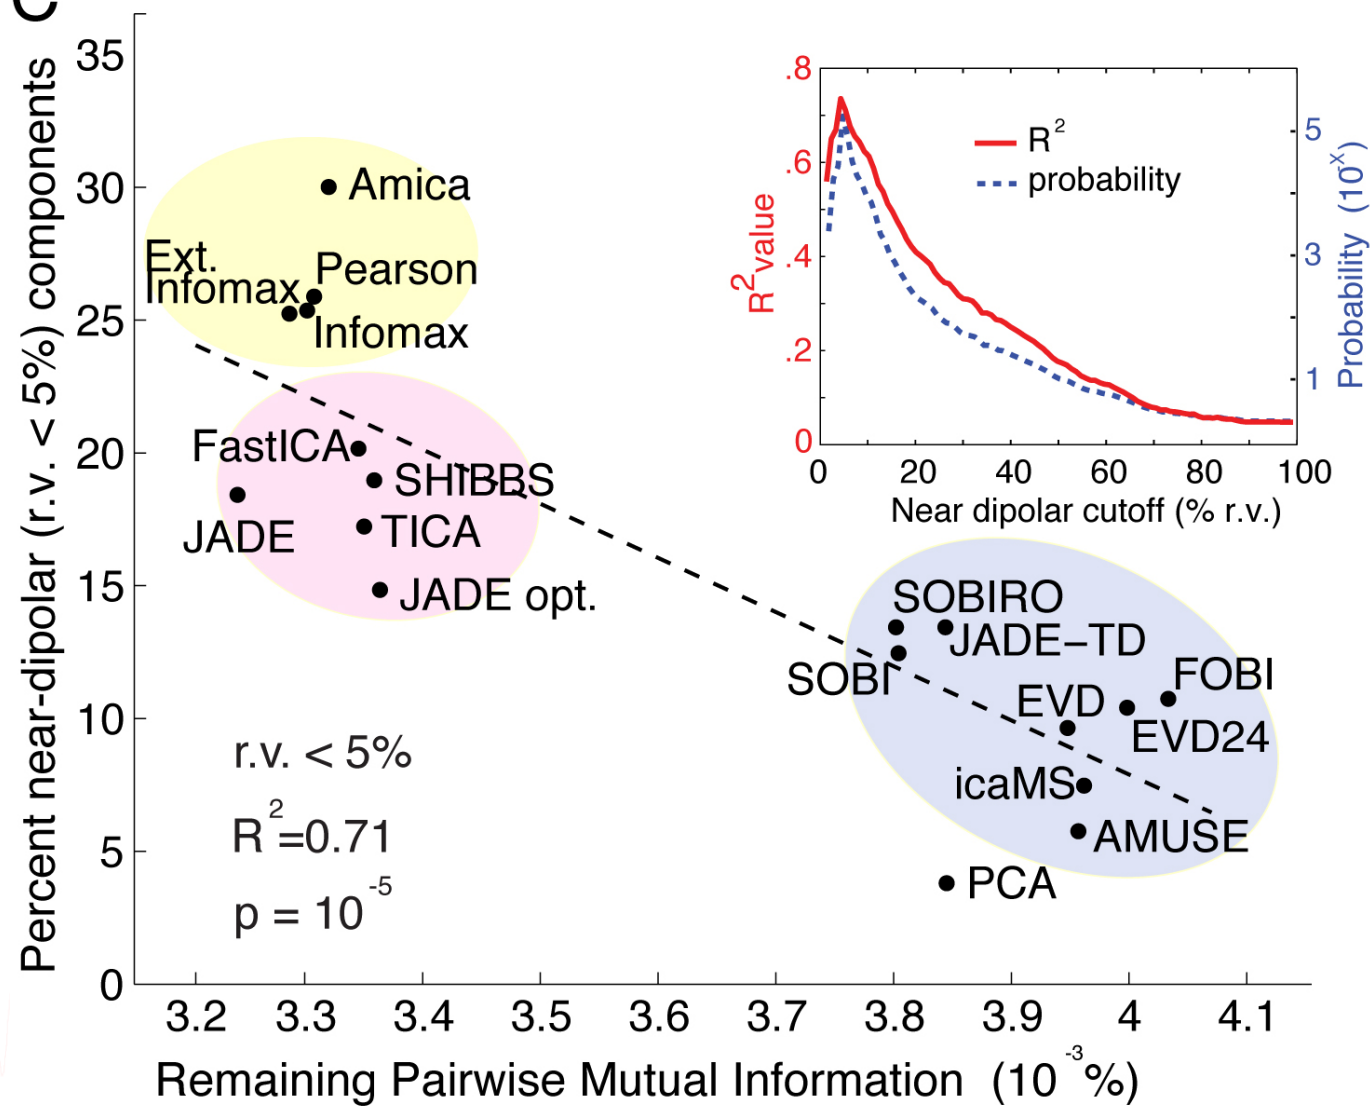 C
Percent near-dipolar (r.v. < 5%) components
35
30
25
20
15
10
5
0
Amica
Ext.
Infomax
Pearson
Infomax
FastICA
SHIBBS
JADE
TICA
JADE opt.
SOBIRO
JADE–TD
SOBI
FOBI
EVD
EVD24
icaMS
AMUSE
PCA
r.v. < 5%
R²=0.71
p = 10⁻⁵
3.2 3.3 3.4 3.5 3.6 3.7 3.8 3.9 4 4.1
Remaining Pairwise Mutual Information (10⁻³%)
R² value
.8
.6
.4
.2
0
R²
probability
5
3
1
Probability (10⁻ˣ)
0 20 40 60 80 100
Near dipolar cutoff (% r.v.)